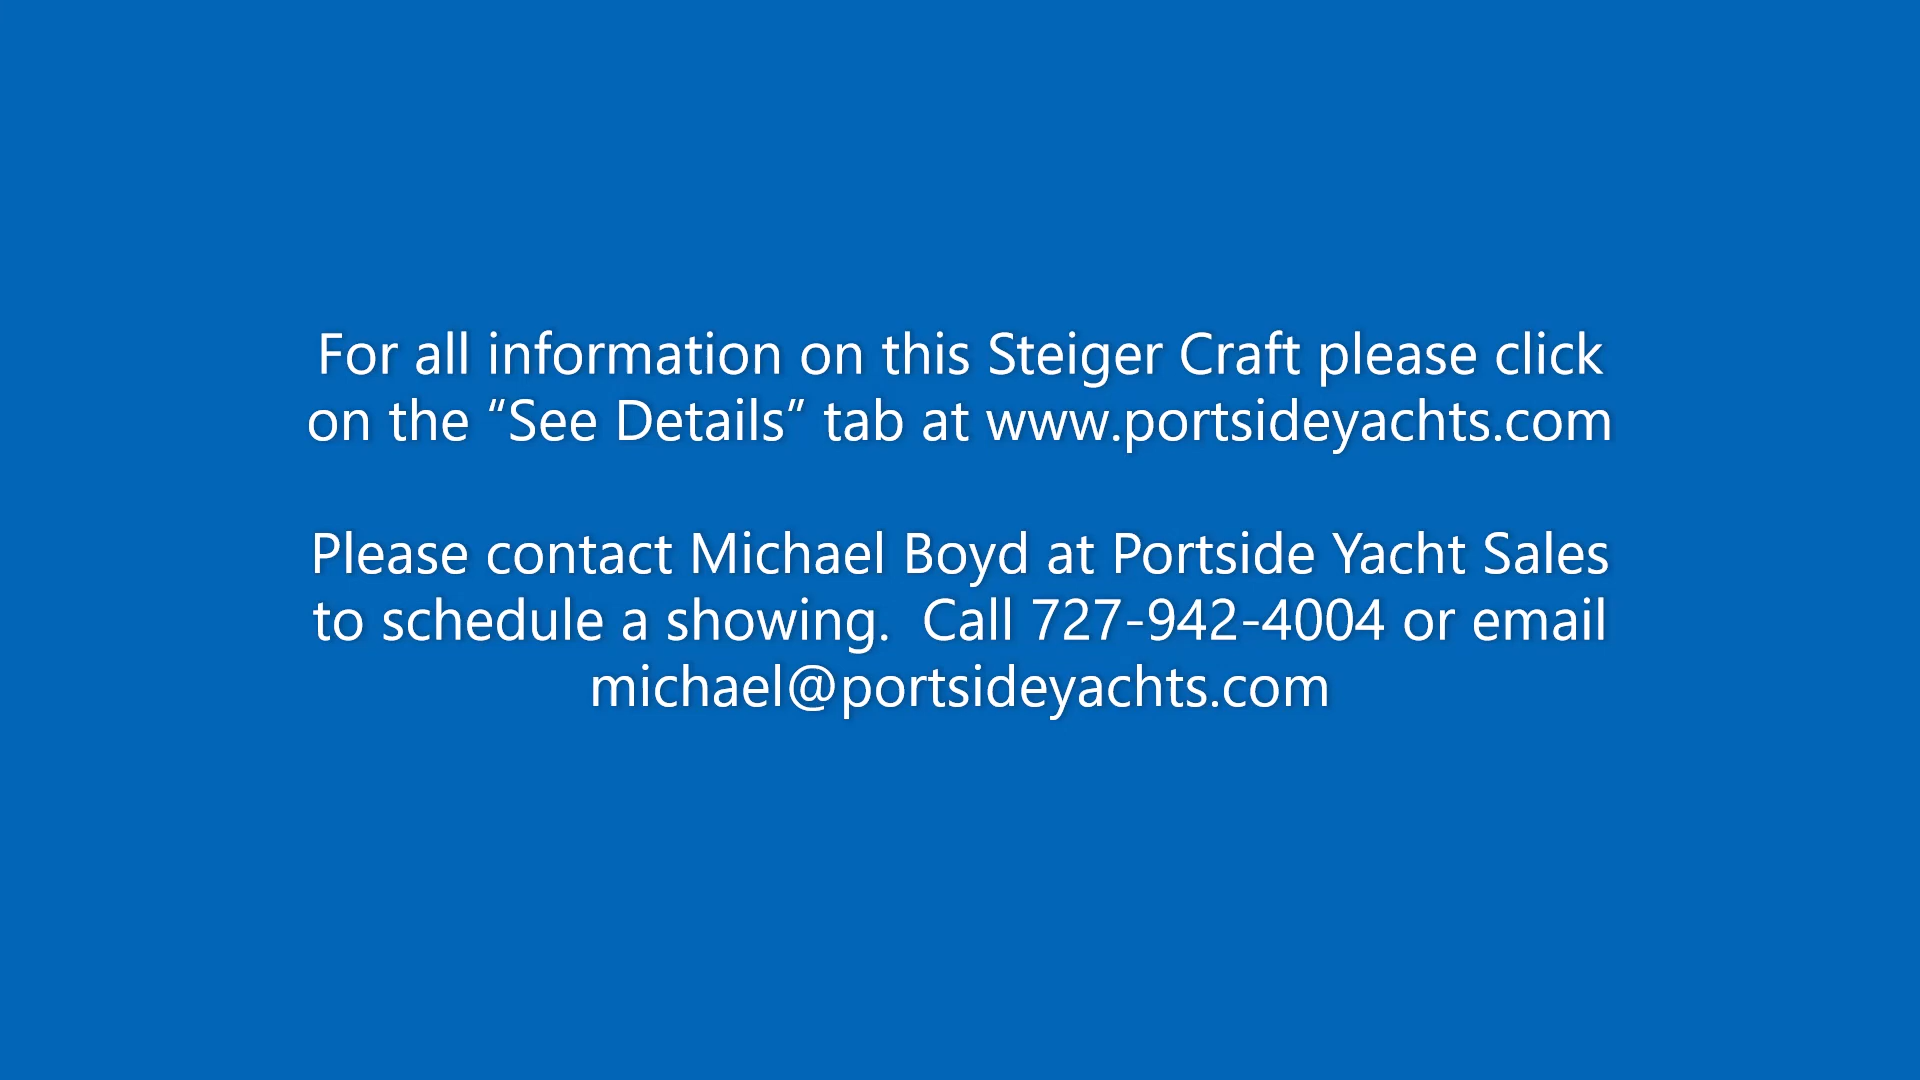 For all information on this Steiger Craft please click
on the “See Details” tab at www.portsideyachts.com
Please contact Michael Boyd at Portside Yacht Sales
to schedule a showing.  Call 727-942-4004 or email
michael@portsideyachts.com